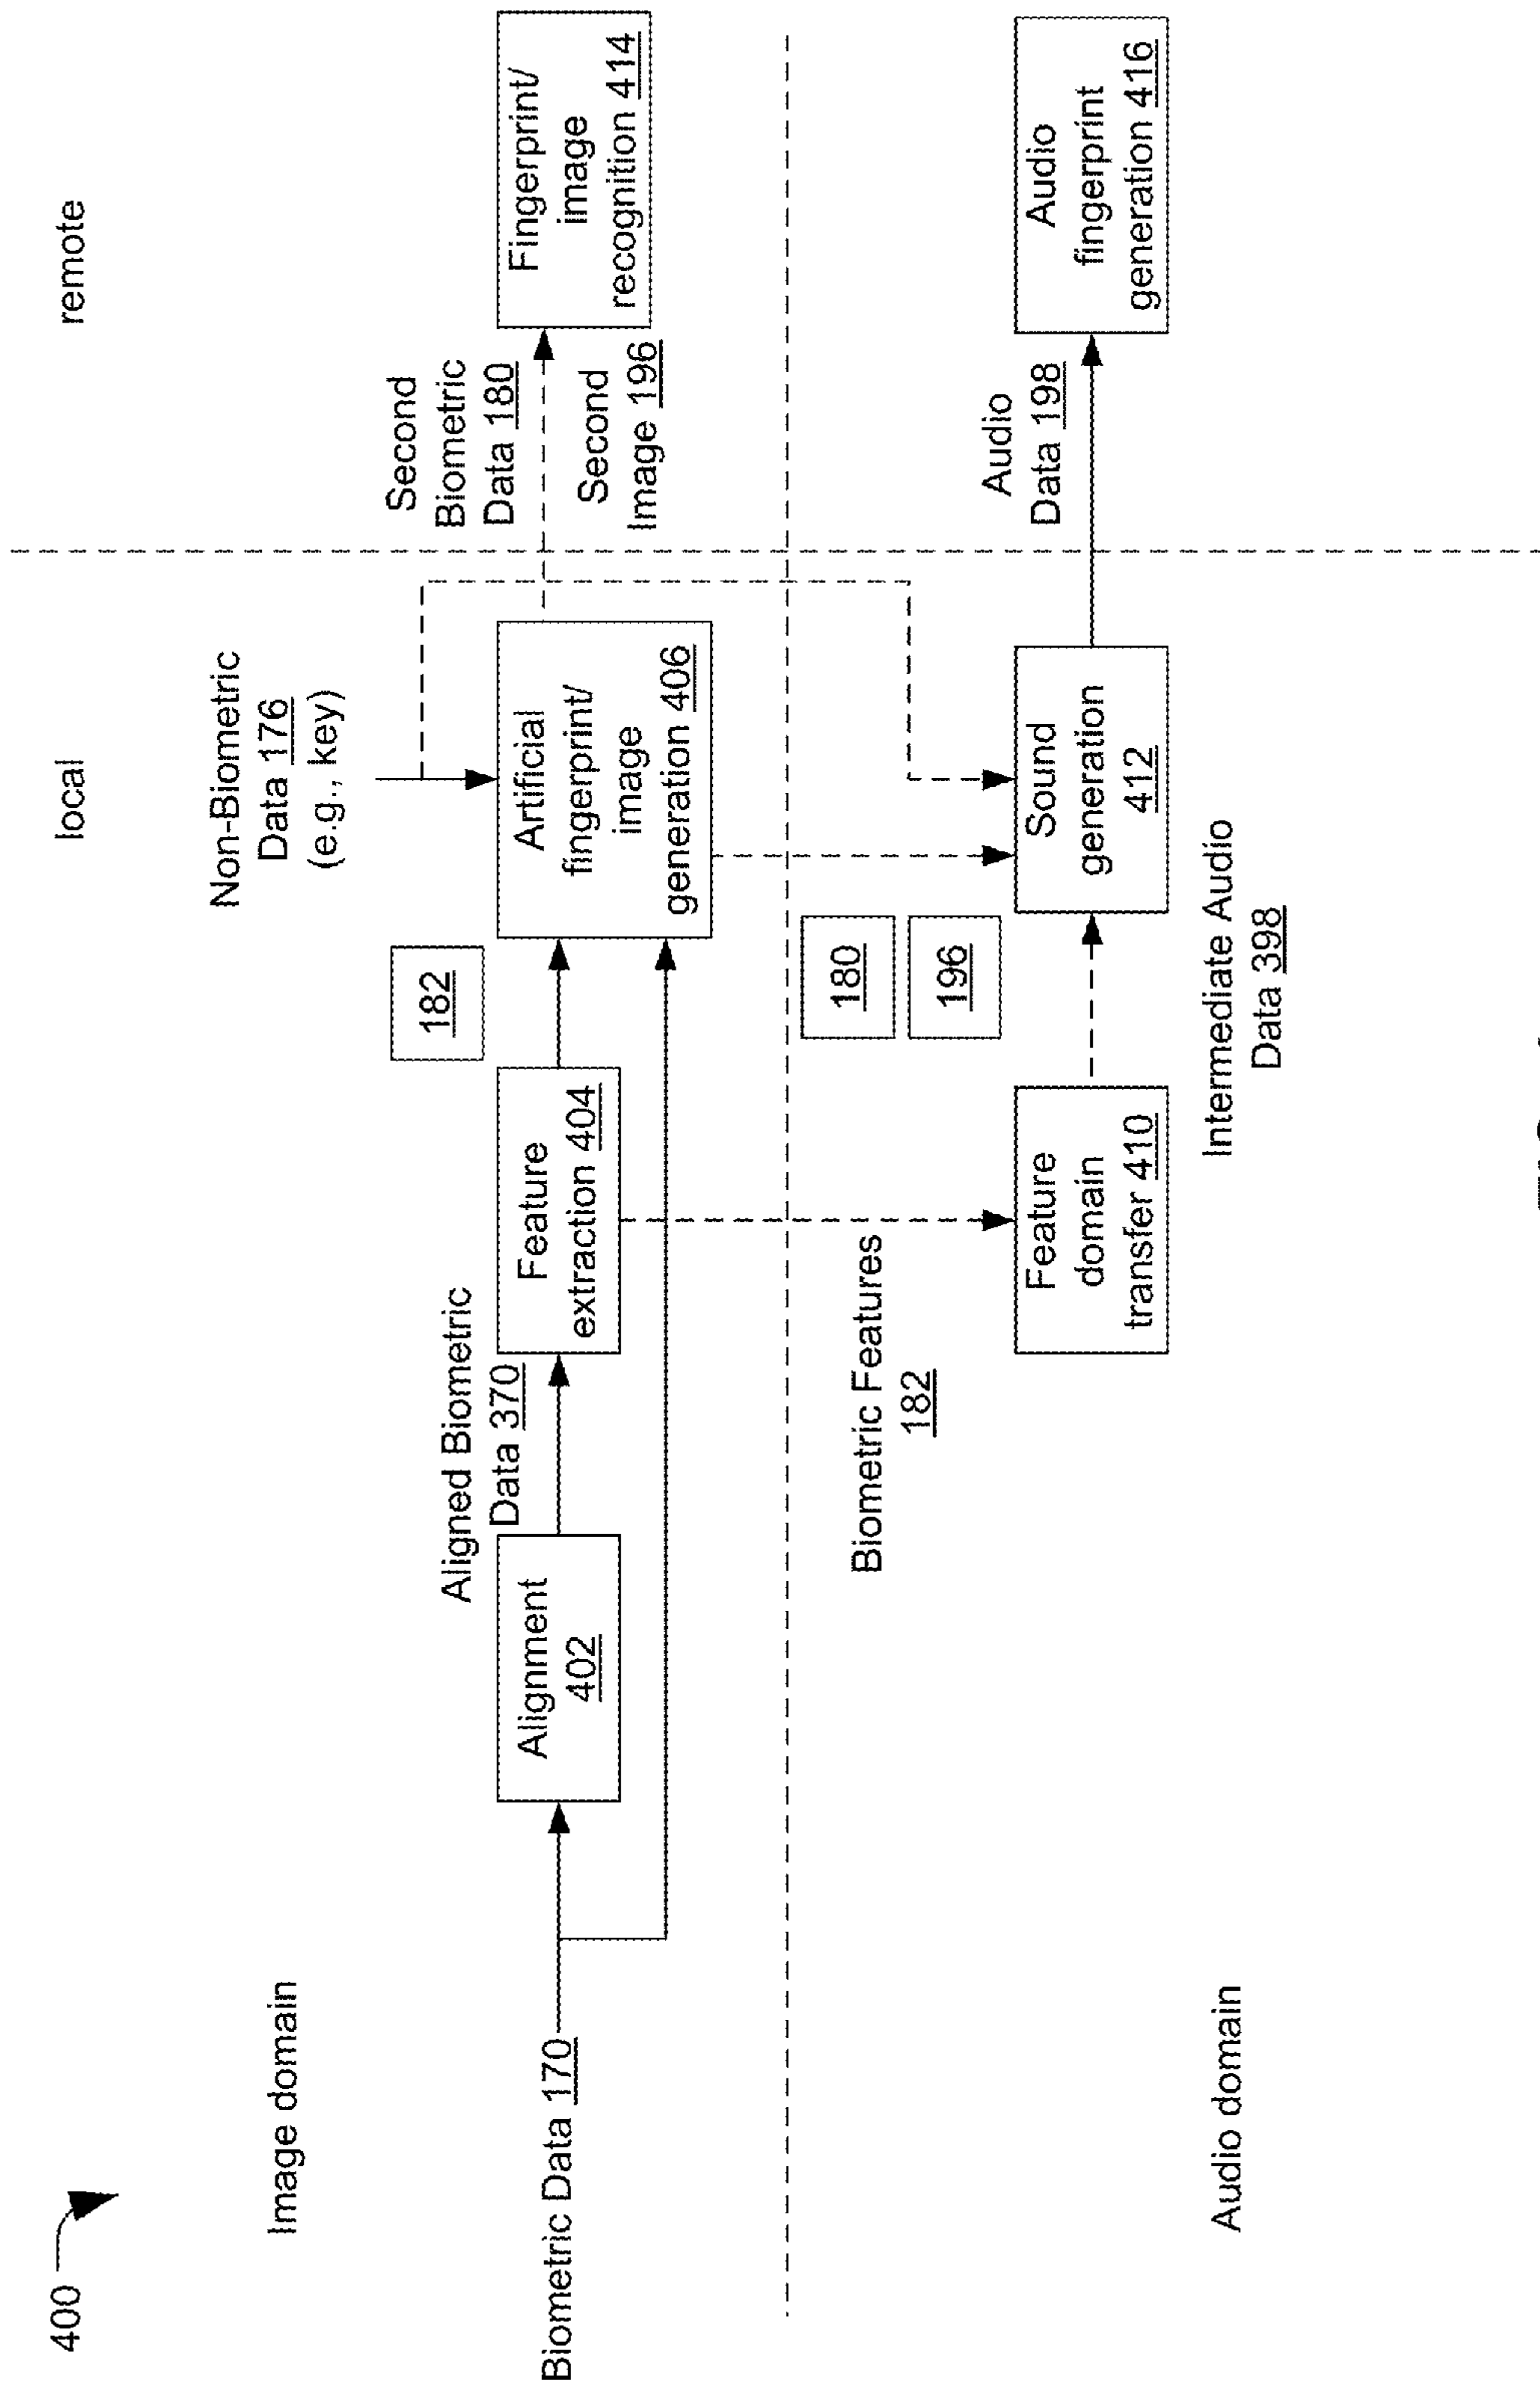 400
local
remote
Image domain
Non-Biometric
Data 176
(e.g., key)
Second
Biometric
Data 180
Second
Image 196
Biometric Data 170
Alignment
402
Aligned Biometric
Data 370
Feature
extraction 404
182
Artificial
fingerprint/
image
generation 406
Fingerprint/
image
recognition 414
Biometric Features
182
180
196
Audio domain
Feature
domain
transfer 410
Intermediate Audio
Data 398
Sound
generation
412
Audio
Data 198
Audio
fingerprint
generation 416